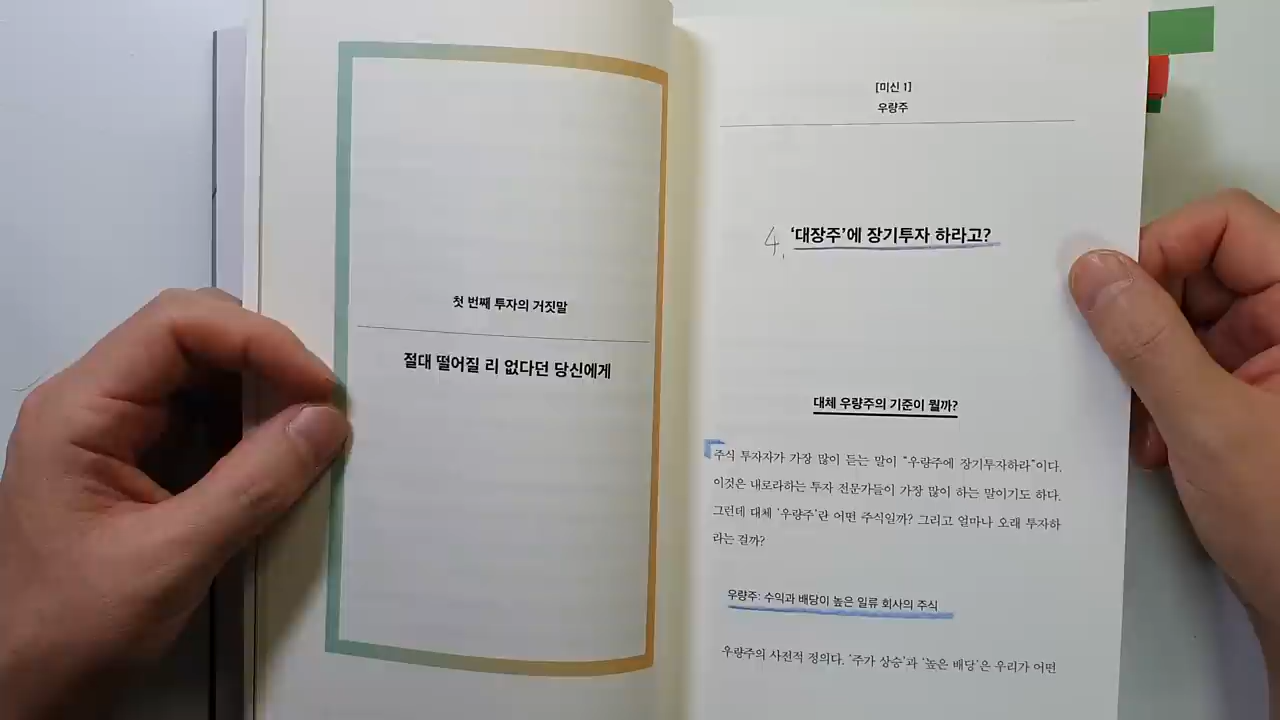 첫 번째 투자의 거짓말
절대 떨어질 리 없다던 당신에게
[미신 1]
우량주
4. '대장주'에 장기투자 하라고?
대체 우량주의 기준이 뭘까?
주식 투자자가 가장 많이 듣는 말이 "우량주에 장기투자하라"이다.
이것은 내로라하는 투자 전문가들이 가장 많이 하는 말이기도 하다.
그런데 대체 '우량주'란 어떤 주식일까? 그리고 얼마나 오래 투자하
라는 걸까?
우량주: 수익과 배당이 높은 일류 회사의 주식
우량주의 사전적 정의다. '주가 상승'과 '높은 배당'은 우리가 어떤